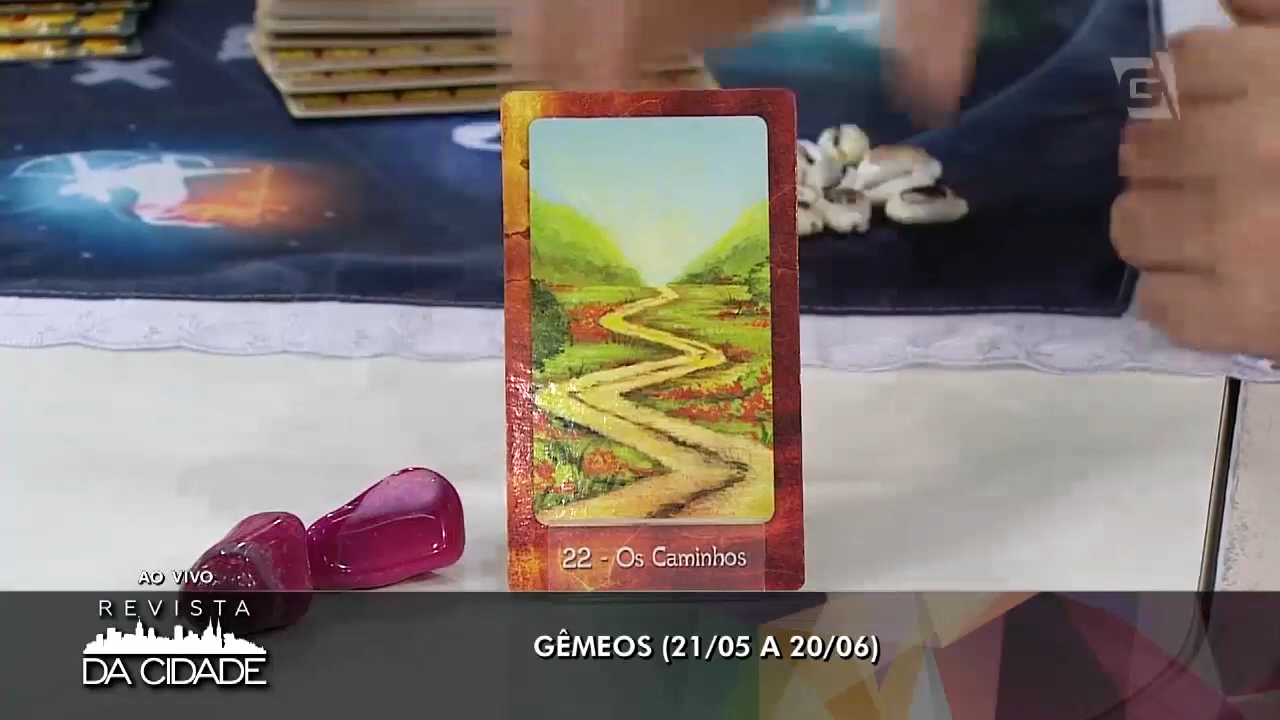 G
22 - Os Caminhos
AO VIVO
REVISTA
DA CIDADE
GÊMEOS (21/05 A 20/06)